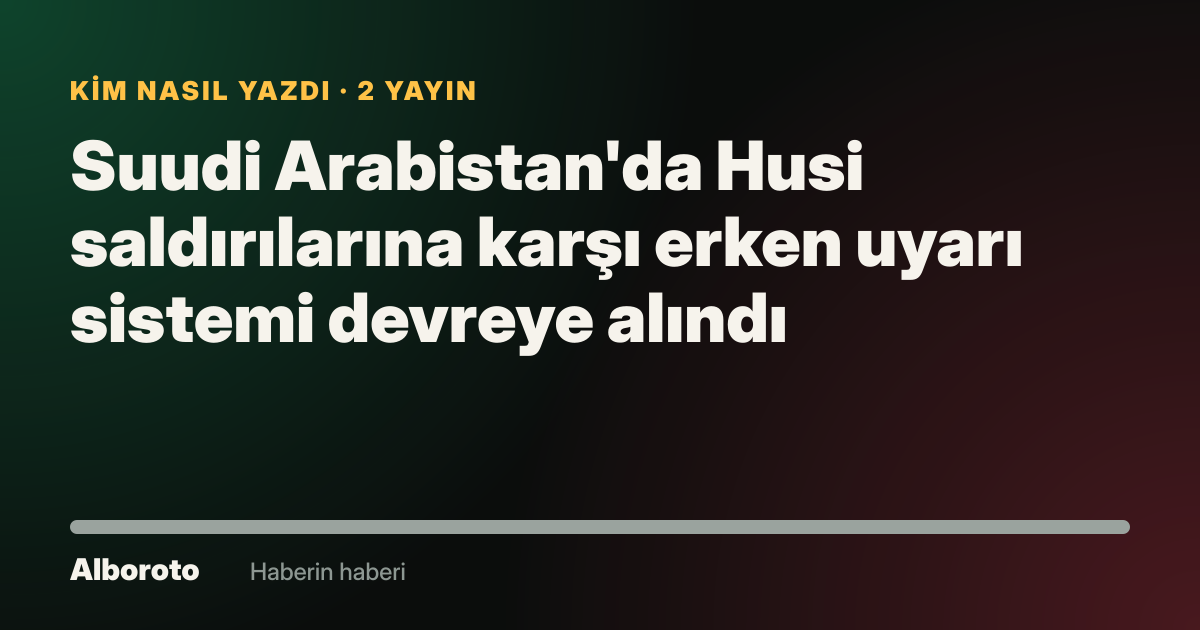 KİM NASIL YAZDI · 2 YAYIN
Suudi Arabistan'da Husi
saldırılarına karşı erken uyarı
sistemi devreye alındı
Alboroto
Haberin haberi